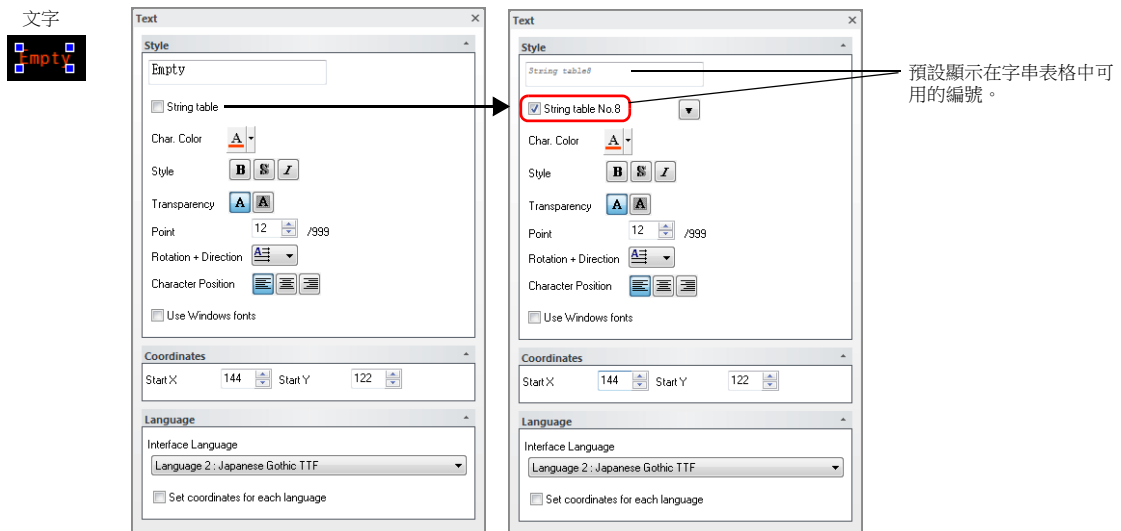 文字
Empty
Text
Style
Empty
String table
Char. Color
A
Style
B S I
Transparency
A A
Point
12
/999
Rotation + Direction
A
Character Position
Use Windows fonts
Coordinates
Start X
144
Start Y
122
Language
Interface Language
Language 2 : Japanese Gothic TTF
Set coordinates for each language
Text
Style
String table8
String table No.8
Char. Color
A
Style
B S I
Transparency
A A
Point
12
/999
Rotation + Direction
A
Character Position
Use Windows fonts
Coordinates
Start X
144
Start Y
122
Language
Interface Language
Language 2 : Japanese Gothic TTF
Set coordinates for each language
預設顯示在字串表格中可
用的編號。